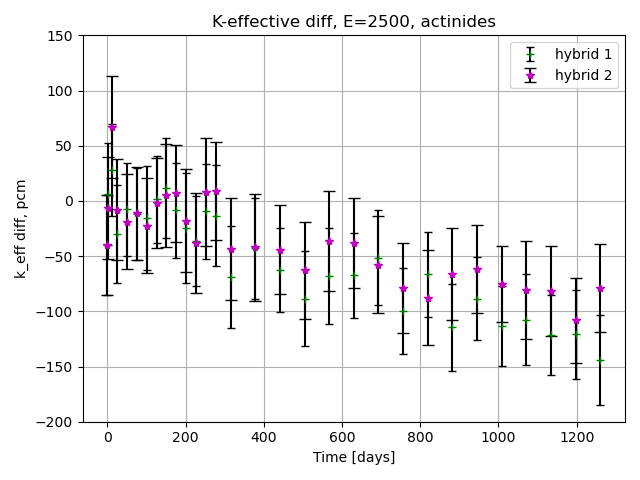 K-effective diff, E=2500, actinides
hybrid 1
hybrid 2
k_eff diff, pcm
150
100
50
0
−50
−100
−150
−200
0 200 400 600 800 1000 1200
Time [days]